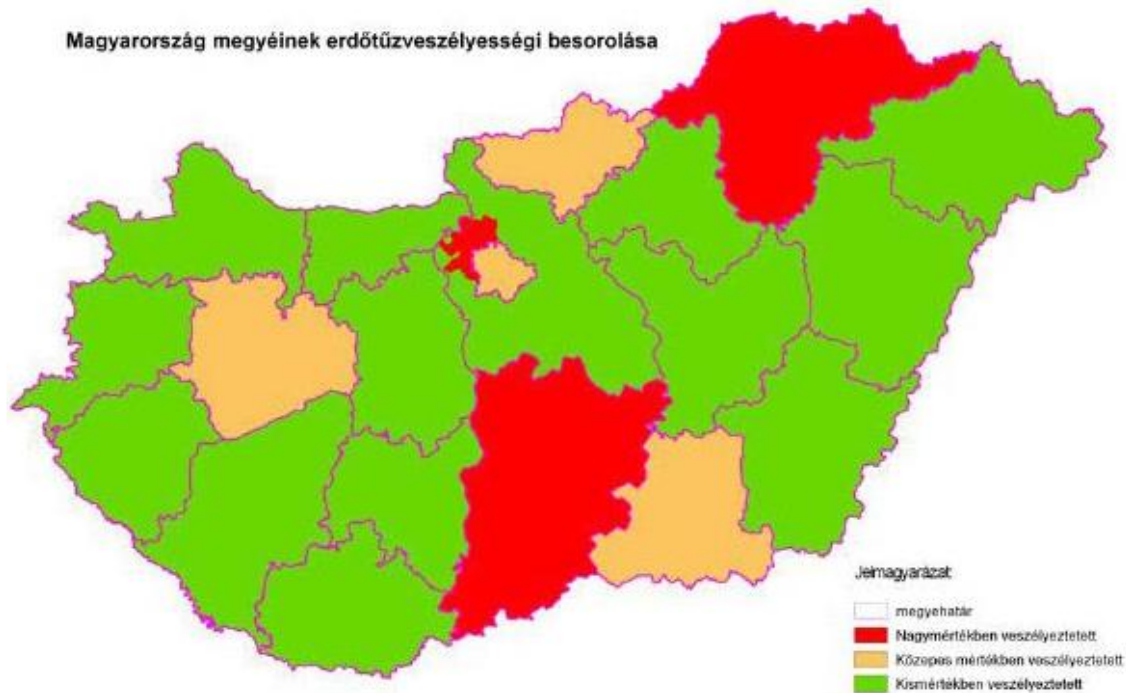 Magyarország megyéinek erdőtűzveszélyességi besorolása
Jelmagyarázat
megyehatár
Nagymértékben veszélyeztetett
Közepes mértékben veszélyeztetett
Kismértékben veszélyeztetett